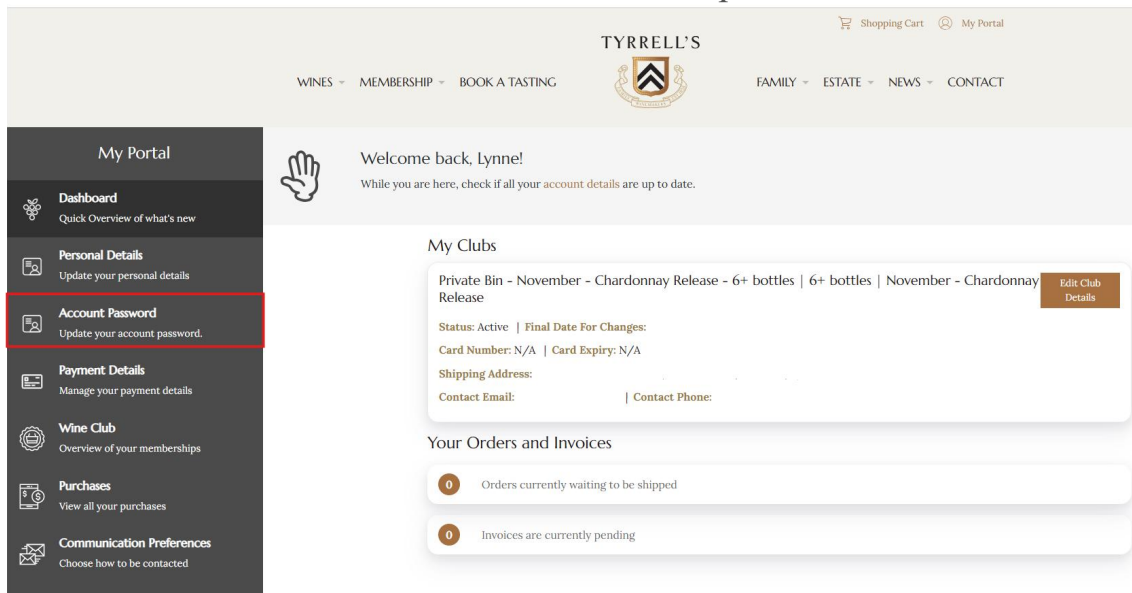 Shopping Cart My Portal
TYRRELL'S
WINES MEMBERSHIP BOOK A TASTING FAMILY ESTATE NEWS CONTACT
My Portal
Dashboard
Quick Overview of what's new
Personal Details
Update your personal details
Account Password
Update your account password.
Payment Details
Manage your payment details
Wine Club
Overview of your memberships
Purchases
View all your purchases
Communication Preferences
Choose how to be contacted
Welcome back, Lynne!
While you are here, check if all your account details are up to date.
My Clubs
Private Bin - November - Chardonnay Release - 6+ bottles | 6+ bottles | November - Chardonnay
Release
Edit Club
Details
Status: Active | Final Date For Changes:
Card Number: N/A | Card Expiry: N/A
Shipping Address:
Contact Email: | Contact Phone:
Your Orders and Invoices
0 Orders currently waiting to be shipped
0 Invoices are currently pending